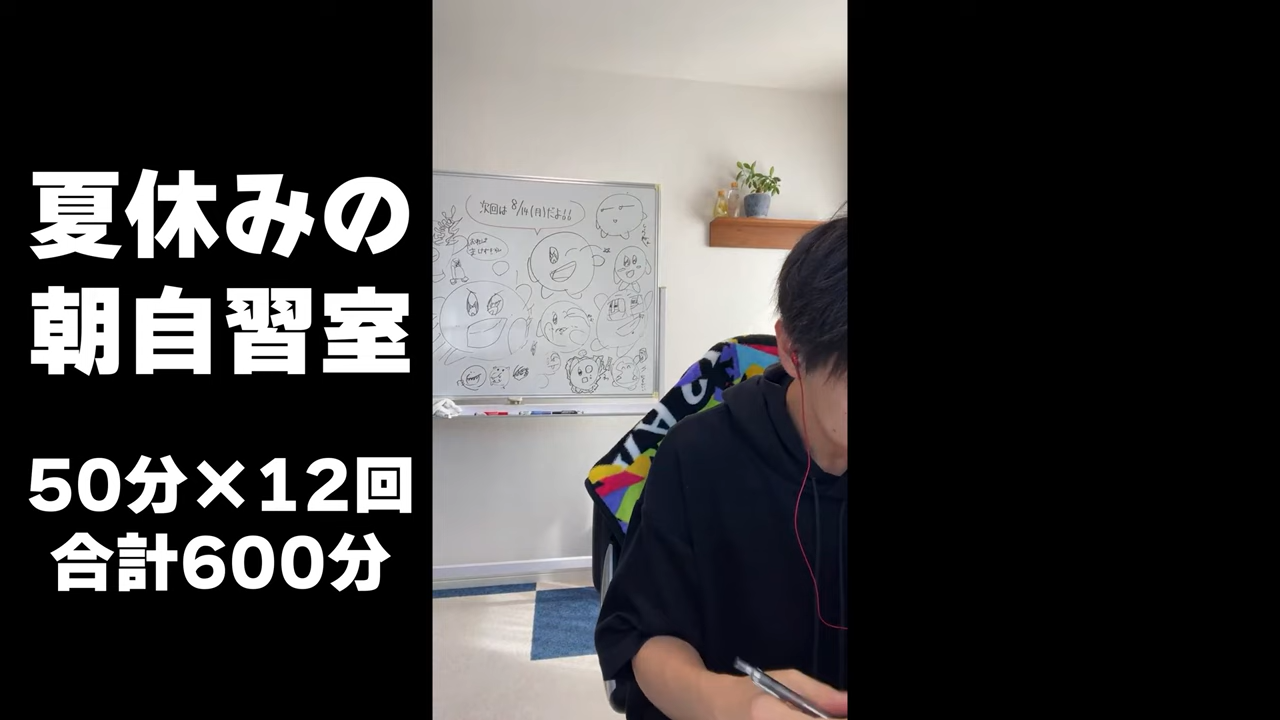 夏休みの
朝自習室
50分×12回
合計600分
次回は 8/14(月)だよ!!